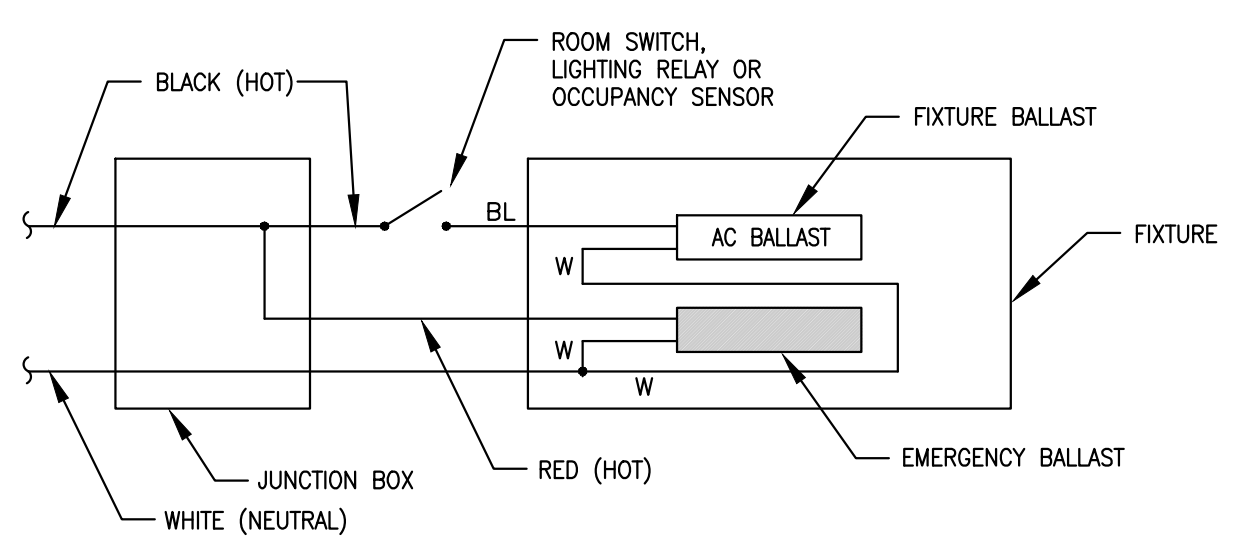 ROOM SWITCH,
LIGHTING RELAY OR
OCCUPANCY SENSOR
BLACK (HOT)
FIXTURE BALLAST
BL
AC BALLAST
FIXTURE
W
W
W
EMERGENCY BALLAST
RED (HOT)
JUNCTION BOX
WHITE (NEUTRAL)